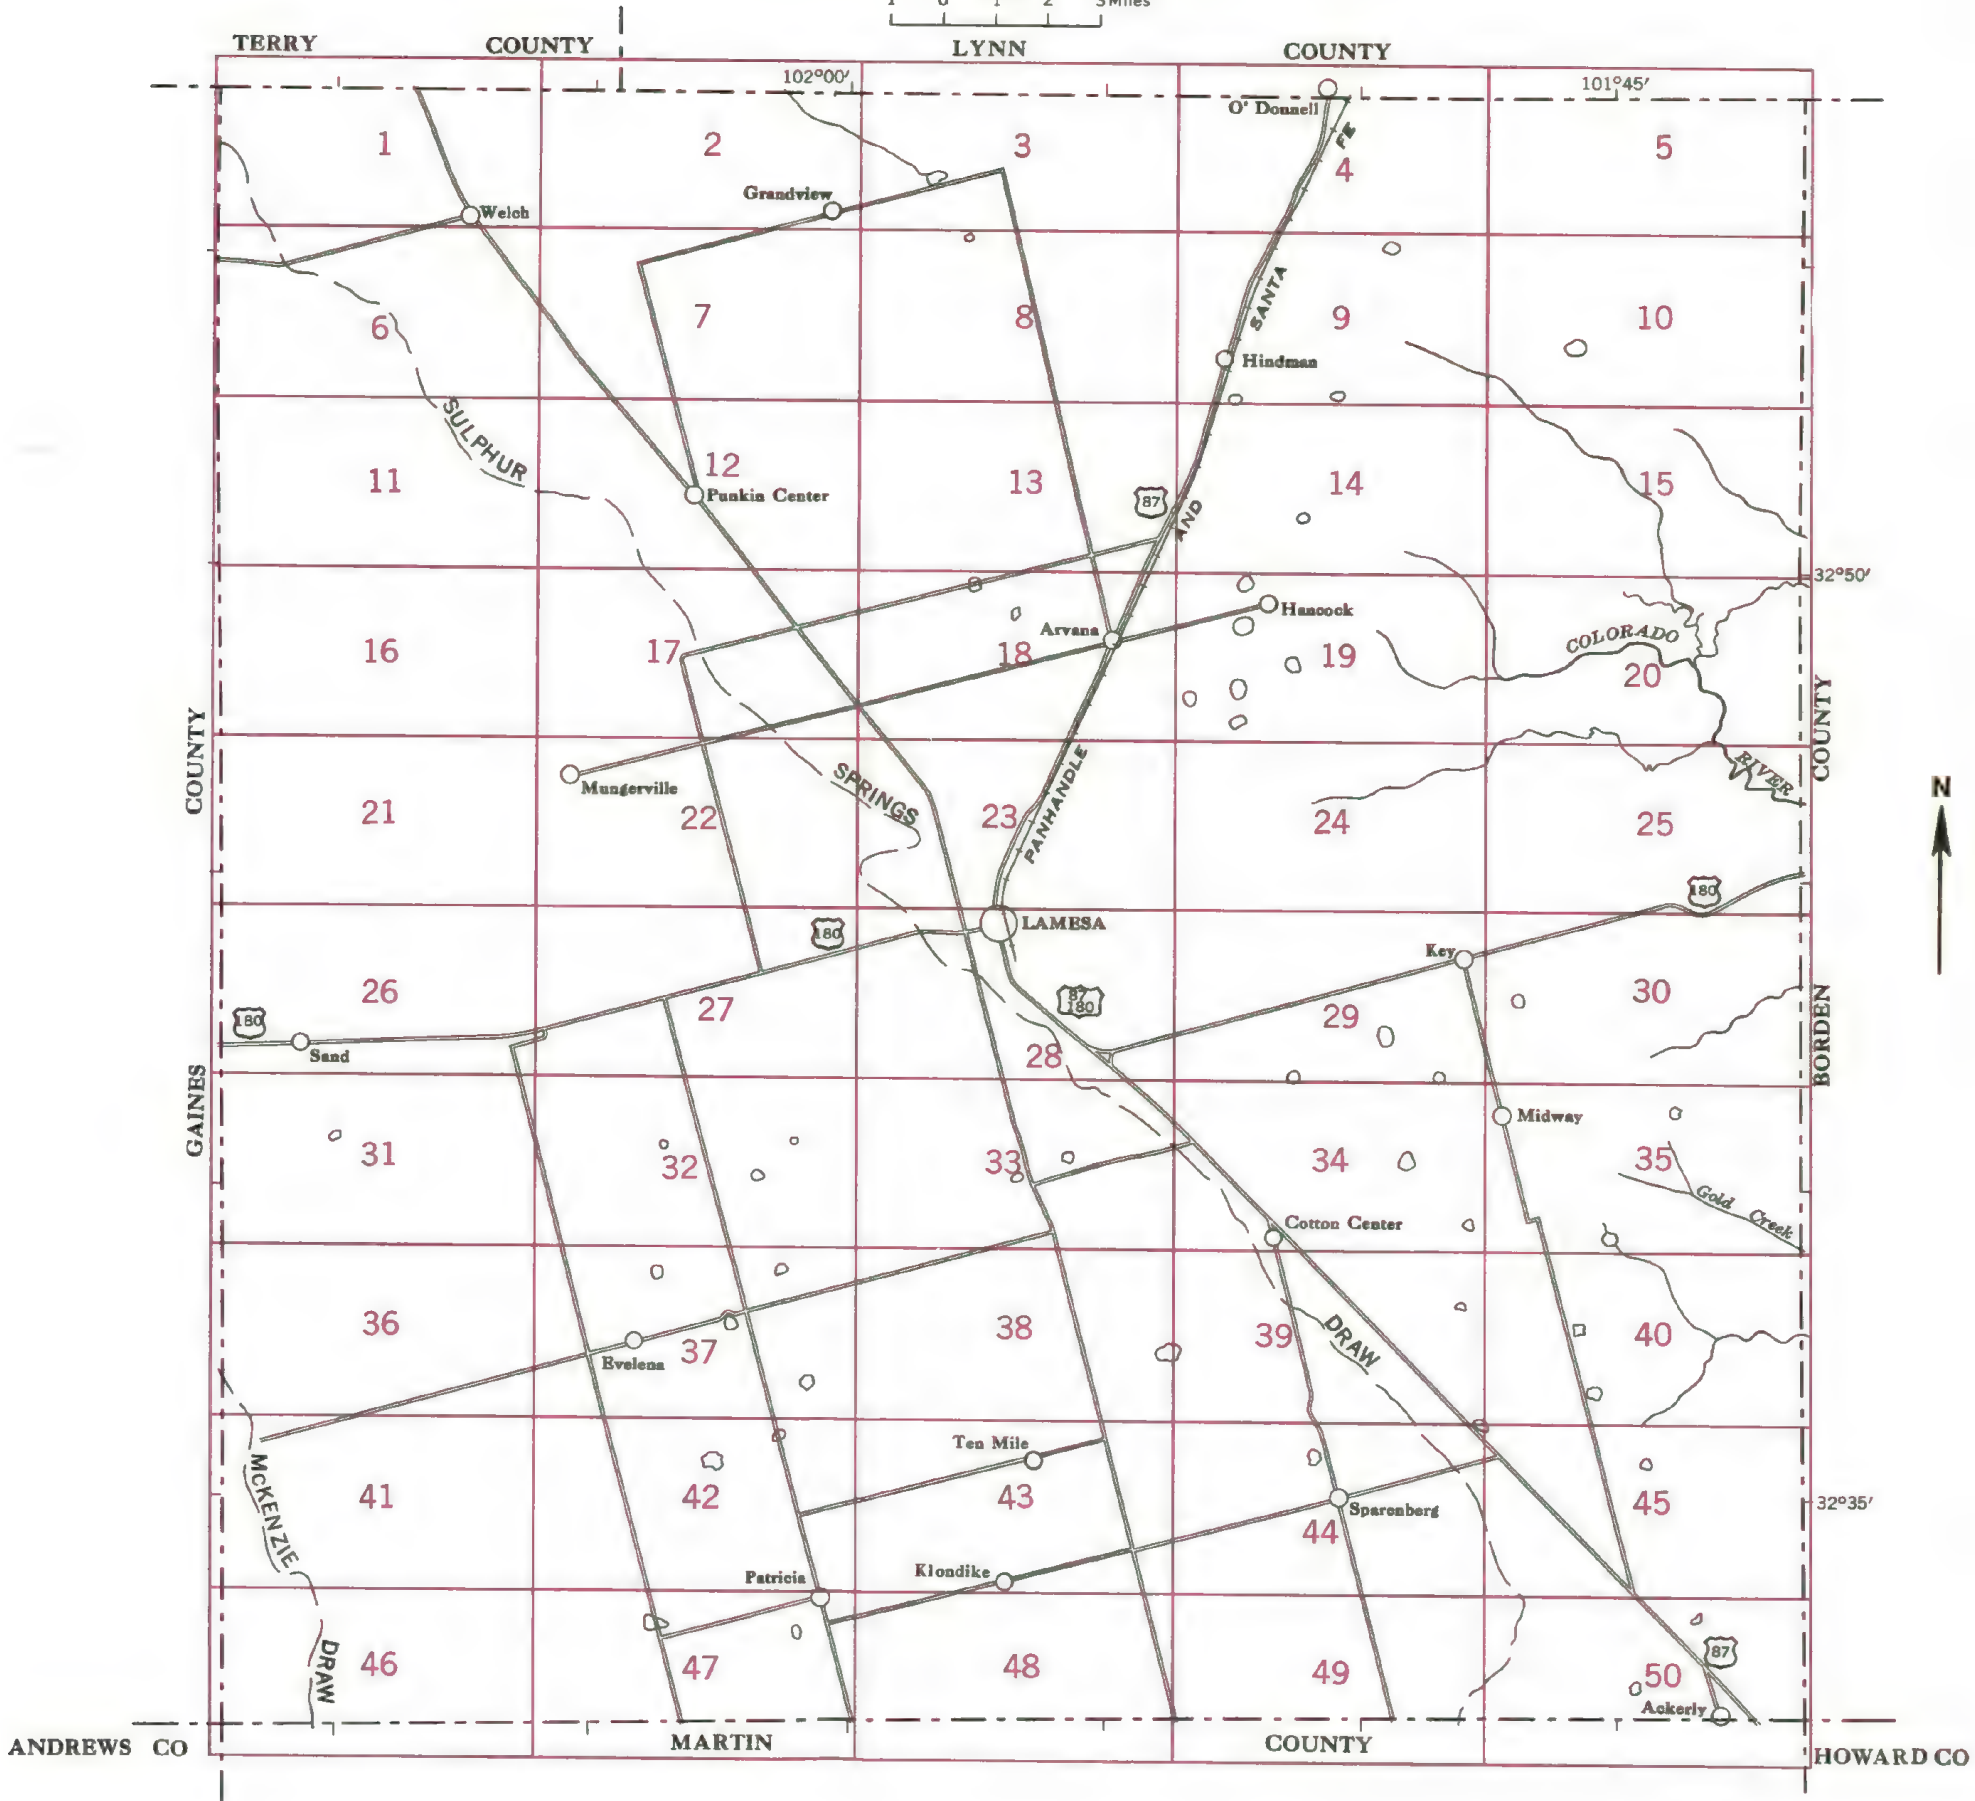 1 0 1 2 3 Miles
TERRY COUNTY LYNN COUNTY
102°00′ 101°45′
O' Donnell
FE
1 2 3 4 5
Grandview
Welch
SANTA
6 7 8 9 10
Hindman
SULPHUR
11 12 13 14 15
Punkin Center
87
AND
32°50′
Hancock
Arvana
COLORADO
16 17 18 19 20
COUNTY
COUNTY
RIVER
PANHANDLE
SPRINGS
Mungerville
N
21 22 23 24 25
180
LAMESA
180
Key
26 27 28 29 30
87
180
180
Sand
BORDEN
GAINES
Midway
31 32 33 34 35
Gold Creek
Cotton Center
36 37 38 39 40
DRAW
Evelena
Ten Mile
McKENZIE
41 42 43 44 45
32°35′
Sparenberg
Klondike
Patricia
DRAW
87
46 47 48 49 50
Ackerly
MARTIN COUNTY
ANDREWS CO
HOWARD CO